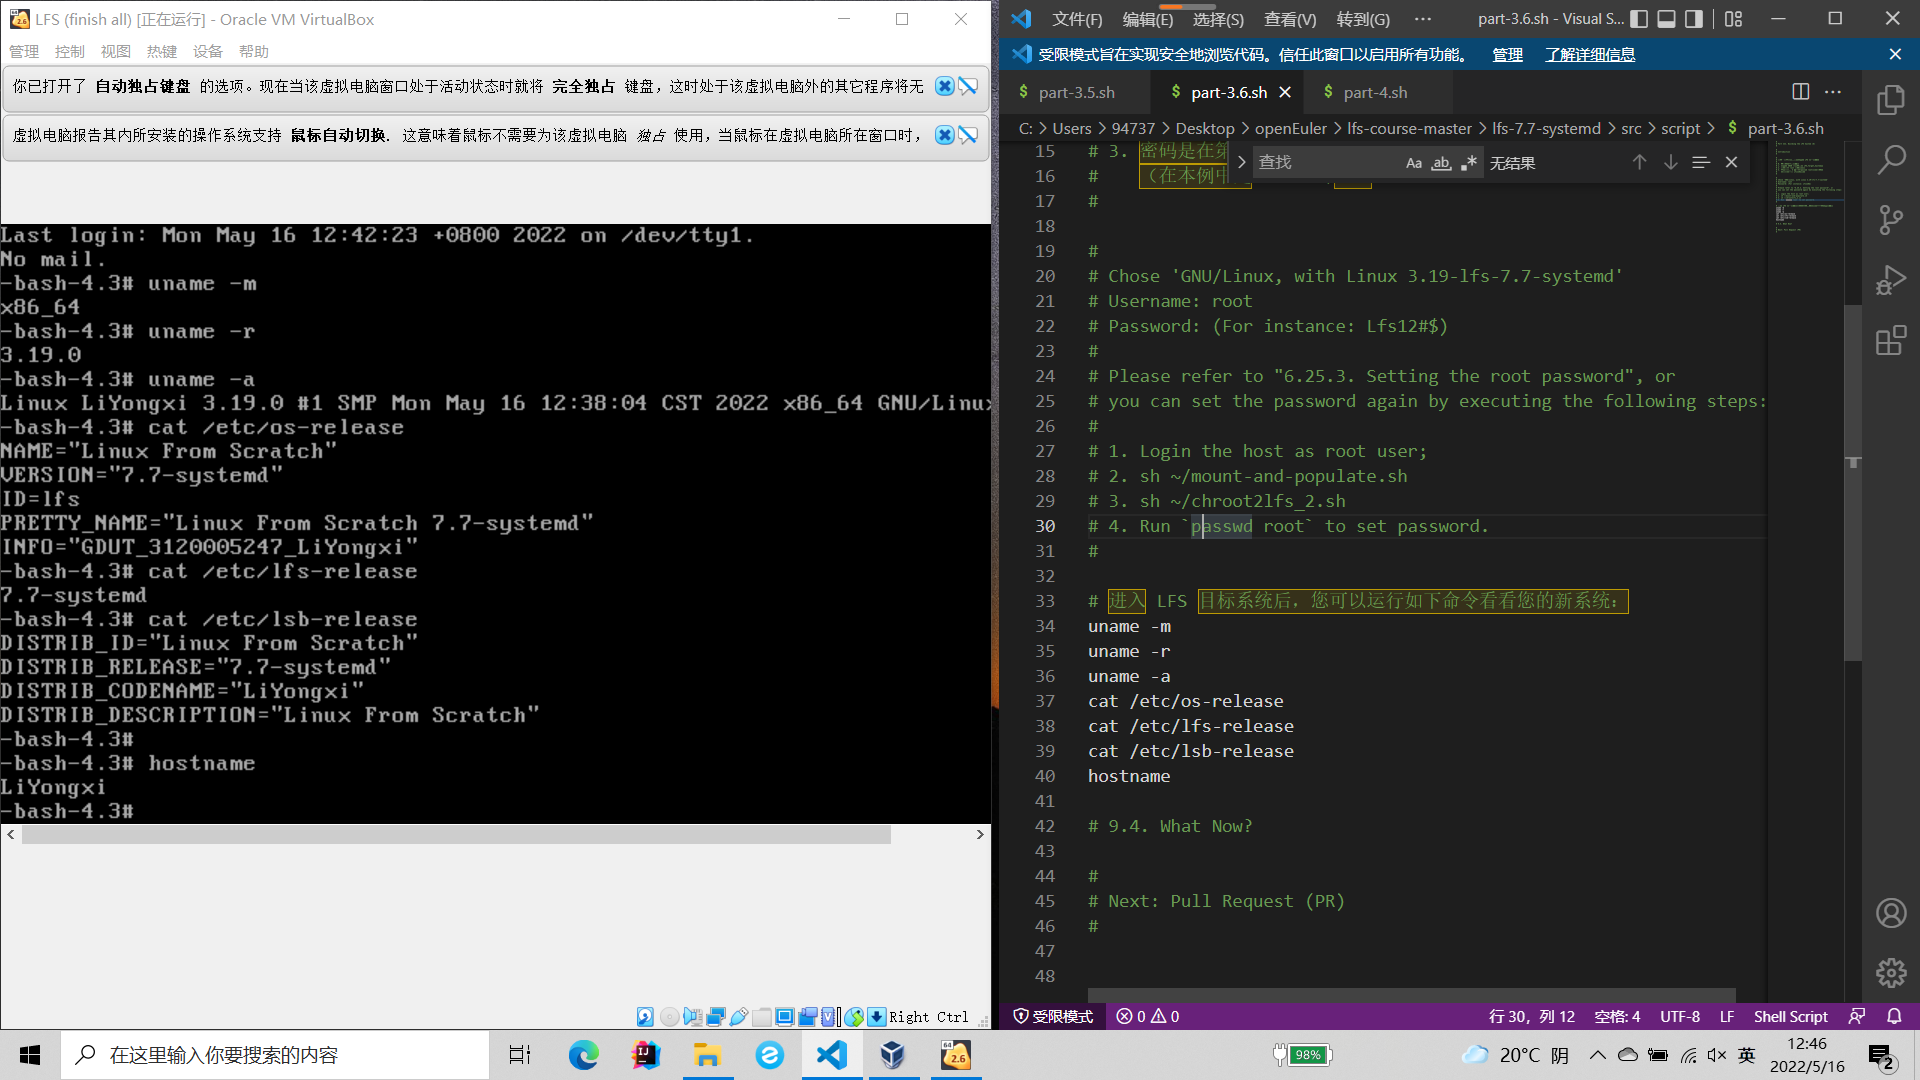 LFS (finish all) [正在运行] - Oracle VM VirtualBox
管理 控制 视图 热键 设备 帮助
你已打开了 自动独占键盘 的选项。现在当该虚拟电脑窗口处于活动状态时就将 完全独占 键盘，这时处于该虚拟电脑外的其它程序将无
虚拟电脑报告其内所安装的操作系统支持 鼠标自动切换. 这意味着鼠标不需要为该虚拟电脑 独占 使用，当鼠标在虚拟电脑所在窗口时，
Last login: Mon May 16 12:42:23 +0800 2022 on /dev/tty1.
No mail.
-bash-4.3# uname -m
x86_64
-bash-4.3# uname -r
3.19.0
-bash-4.3# uname -a
Linux LiYongxi 3.19.0 #1 SMP Mon May 16 12:38:04 CST 2022 x86_64 GNU/Linux
-bash-4.3# cat /etc/os-release
NAME="Linux From Scratch"
VERSION="7.7-systemd"
ID=lfs
PRETTY_NAME="Linux From Scratch 7.7-systemd"
INFO="GDUT_3120005247_LiYongxi"
-bash-4.3# cat /etc/lfs-release
7.7-systemd
-bash-4.3# cat /etc/lsb-release
DISTRIB_ID="Linux From Scratch"
DISTRIB_RELEASE="7.7-systemd"
DISTRIB_CODENAME="LiYongxi"
DISTRIB_DESCRIPTION="Linux From Scratch"
-bash-4.3#
-bash-4.3# hostname
LiYongxi
-bash-4.3#
Right Ctrl
文件(F) 编辑(E) 选择(S) 查看(V) 转到(G) ··· part-3.6.sh - Visual S...
受限模式旨在实现安全地浏览代码。信任此窗口以启用所有功能。 管理 了解详细信息
$ part-3.5.sh $ part-3.6.sh $ part-4.sh
C: > Users > 94737 > Desktop > openEuler > lfs-course-master > lfs-7.7-systemd > src > script > $ part-3.6.sh
查找 Aa ab .* 无结果
15 # 3. 密码是在第
16 # （在本例中
17 #
18
19 #
20 # Chose 'GNU/Linux, with Linux 3.19-lfs-7.7-systemd'
21 # Username: root
22 # Password: (For instance: Lfs12#$)
23 #
24 # Please refer to "6.25.3. Setting the root password", or
25 # you can set the password again by executing the following steps:
26 #
27 # 1. Login the host as root user;
28 # 2. sh ~/mount-and-populate.sh
29 # 3. sh ~/chroot2lfs_2.sh
30 # 4. Run `passwd root` to set password.
31 #
32
33 # 进入 LFS 目标系统后，您可以运行如下命令看看您的新系统：
34 uname -m
35 uname -r
36 uname -a
37 cat /etc/os-release
38 cat /etc/lfs-release
39 cat /etc/lsb-release
40 hostname
41
42 # 9.4. What Now?
43
44 #
45 # Next: Pull Request (PR)
46 #
47
48
受限模式 0 0 行 30，列 12 空格: 4 UTF-8 LF Shell Script
在这里输入你要搜索的内容 98% 20°C 阴 英 12:46
2022/5/16 2